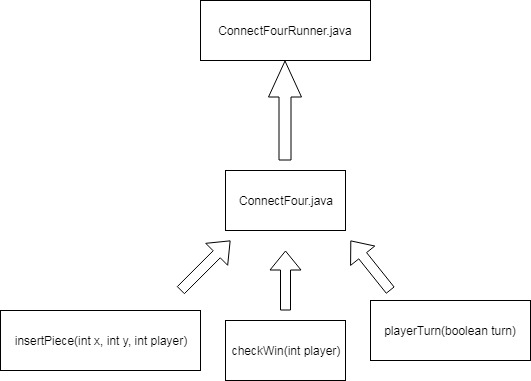 ConnectFourRunner.java
ConnectFour.java
insertPiece(int x, int y, int player)
checkWin(int player)
playerTurn(boolean turn)